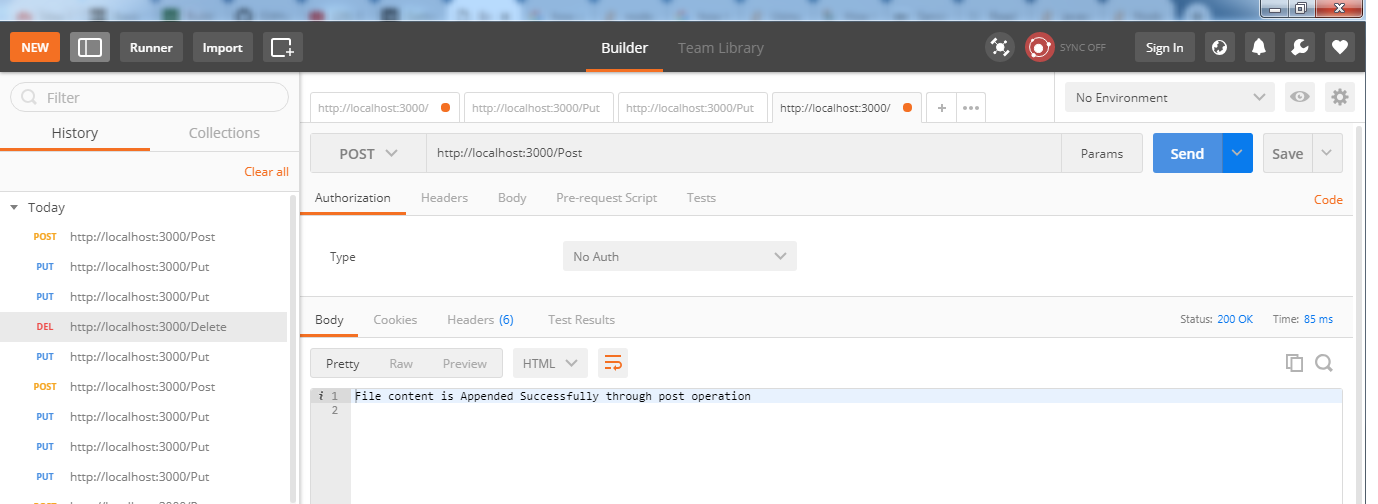 NEW Runner Import Builder Team Library SYNC OFF Sign In
Filter
History Collections
Clear all
Today
POST http://localhost:3000/Post
PUT http://localhost:3000/Put
PUT http://localhost:3000/Put
DEL http://localhost:3000/Delete
PUT http://localhost:3000/Put
POST http://localhost:3000/Post
PUT http://localhost:3000/Put
PUT http://localhost:3000/Put
PUT http://localhost:3000/Put
http://localhost:3000/ http://localhost:3000/Put http://localhost:3000/Put http://localhost:3000/ + ••• No Environment
POST http://localhost:3000/Post Params Send Save
Authorization Headers Body Pre-request Script Tests Code
Type No Auth
Body Cookies Headers (6) Test Results Status: 200 OK Time: 85 ms
Pretty Raw Preview HTML
i 1 File content is Appended Successfully through post operation
2